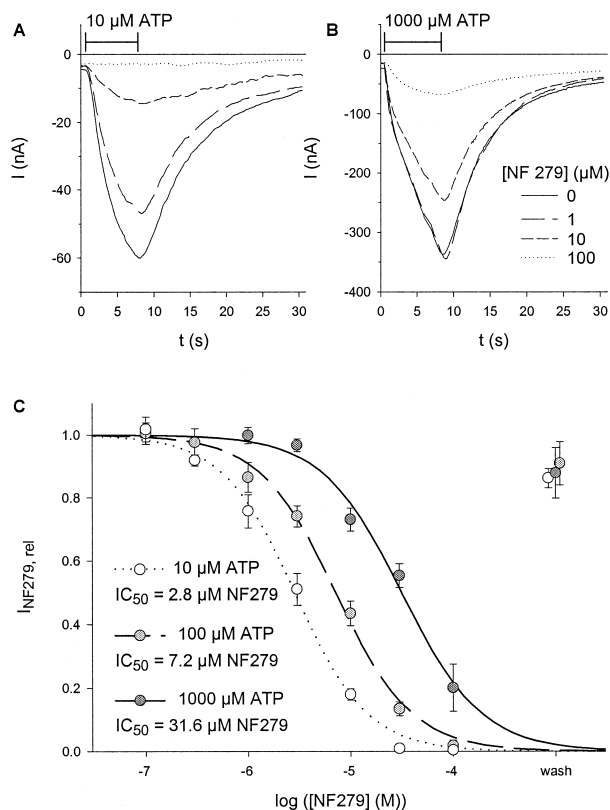 A
10 µM ATP
0
-20
-40
-60
I
(nA)
0 5 10 15 20 25 30
t (s)
B
1000 µM ATP
0
-100
-200
-300
-400
I
(nA)
[NF 279] (µM)
0
1
10
100
0 5 10 15 20 25 30
t (s)
C
1.0
0.8
0.6
0.4
0.2
0.0
I NF279, rel
10 µM ATP
IC50 = 2.8 µM NF279
100 µM ATP
IC50 = 7.2 µM NF279
1000 µM ATP
IC50 = 31.6 µM NF279
-7 -6 -5 -4 wash
log ([NF279] (M))